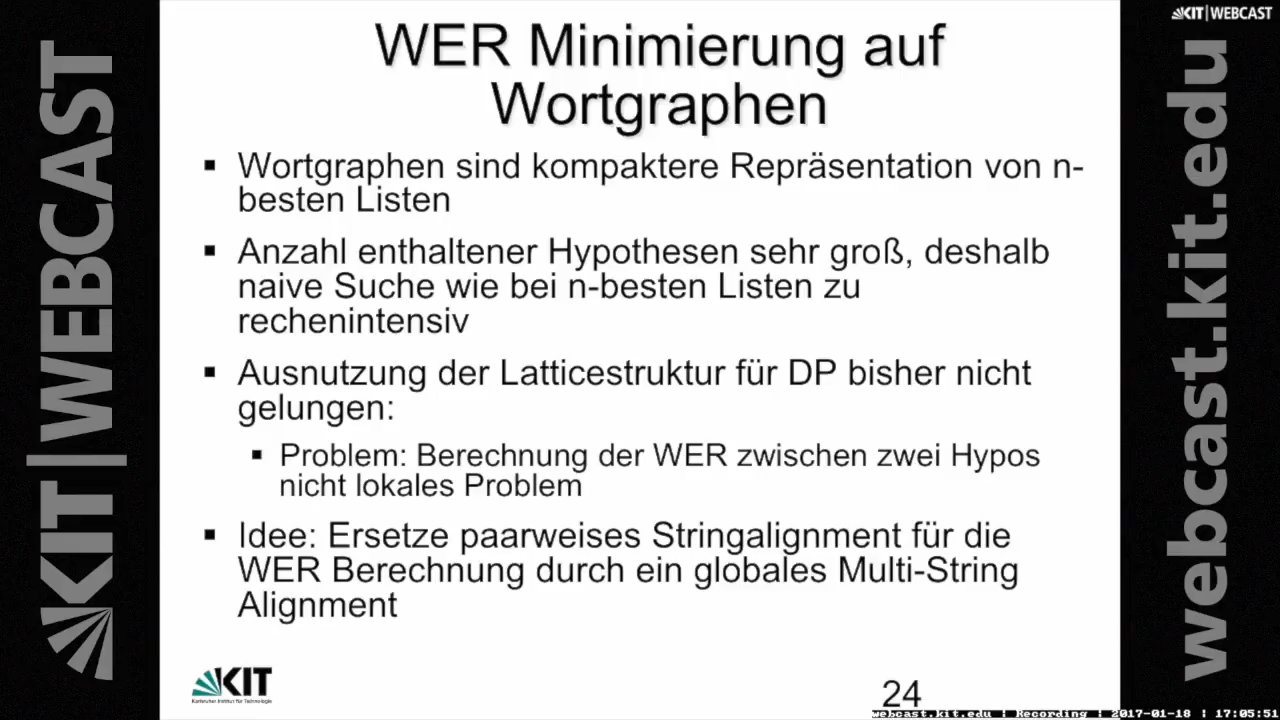 KIT|WEBCAST
KIT|WEBCAST
webcast.kit.edu
WER Minimierung auf
Wortgraphen
▪ Wortgraphen sind kompaktere Repräsentation von n-
besten Listen
▪ Anzahl enthaltener Hypothesen sehr groß, deshalb
naive Suche wie bei n-besten Listen zu
rechenintensiv
▪ Ausnutzung der Latticestruktur für DP bisher nicht
gelungen:
▪ Problem: Berechnung der WER zwischen zwei Hypos
nicht lokales Problem
▪ Idee: Ersetze paarweises Stringalignment für die
WER Berechnung durch ein globales Multi-String
Alignment
KIT
Karlsruher Institut für Technologie
24
webcast.kit.edu | Recording | 2017-01-18 | 17:05:51